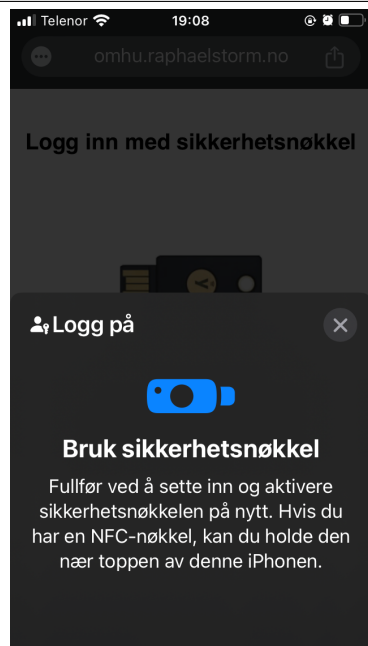 Telenor 19:08
omhu.raphaelstorm.no
Logg inn med sikkerhetsnøkkel
Logg på
Bruk sikkerhetsnøkkel
Fullfør ved å sette inn og aktivere
sikkerhetsnøkkelen på nytt. Hvis du
har en NFC-nøkkel, kan du holde den
nær toppen av denne iPhonen.